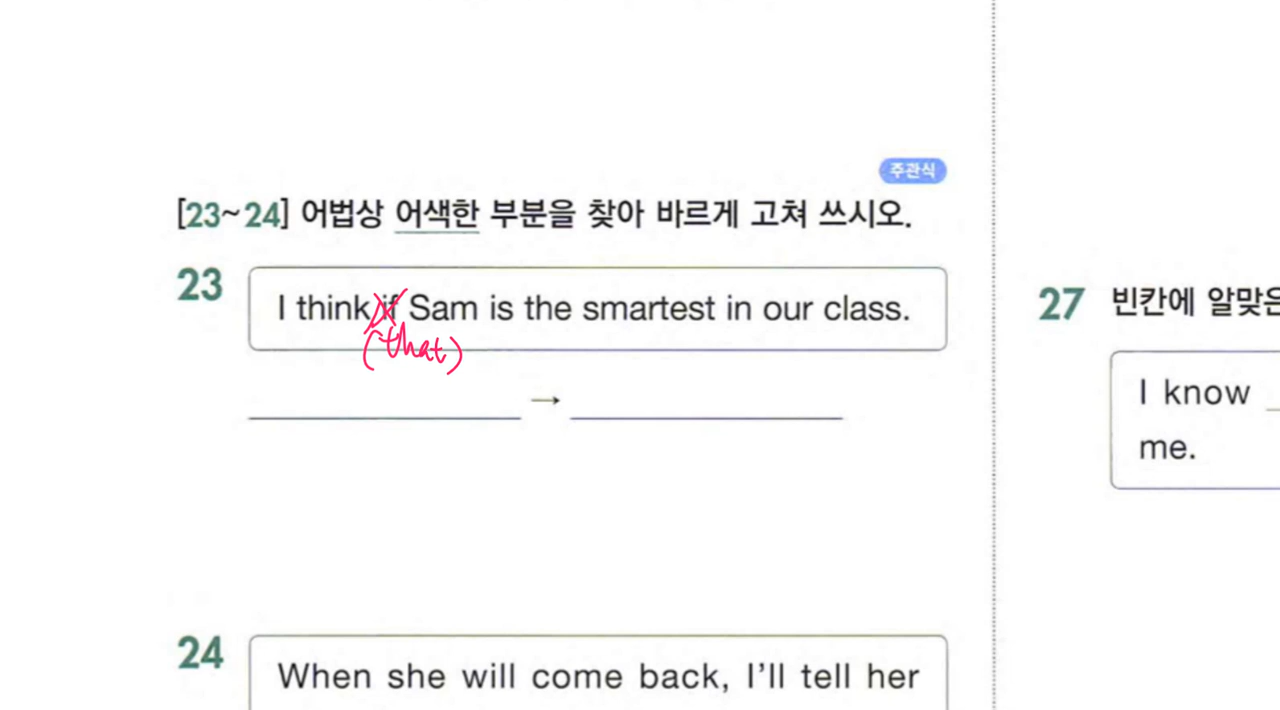 주관식
[23~24] 어법상 어색한 부분을 찾아 바르게 고쳐 쓰시오.
23
I think if Sam is the smartest in our class.
(that)
→
24
When she will come back, I'll tell her
27 빈칸에 알맞은
I know
me.